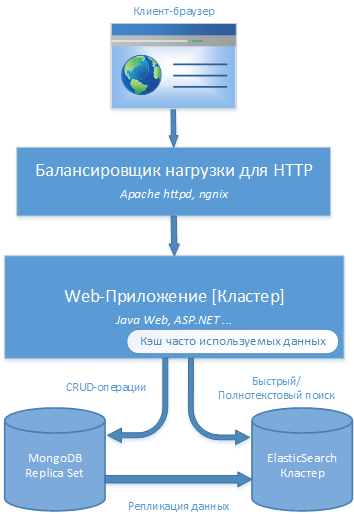 Клиент-браузер
Балансировщик нагрузки для HTTP
Apache httpd, ngnix
Web-Приложение [Кластер]
Java Web, ASP.NET ...
Кэш часто используемых данных
CRUD-операции
Быстрый/
Полнотекстовый поиск
MongoDB
Replica Set
ElasticSearch
Кластер
Репликация данных